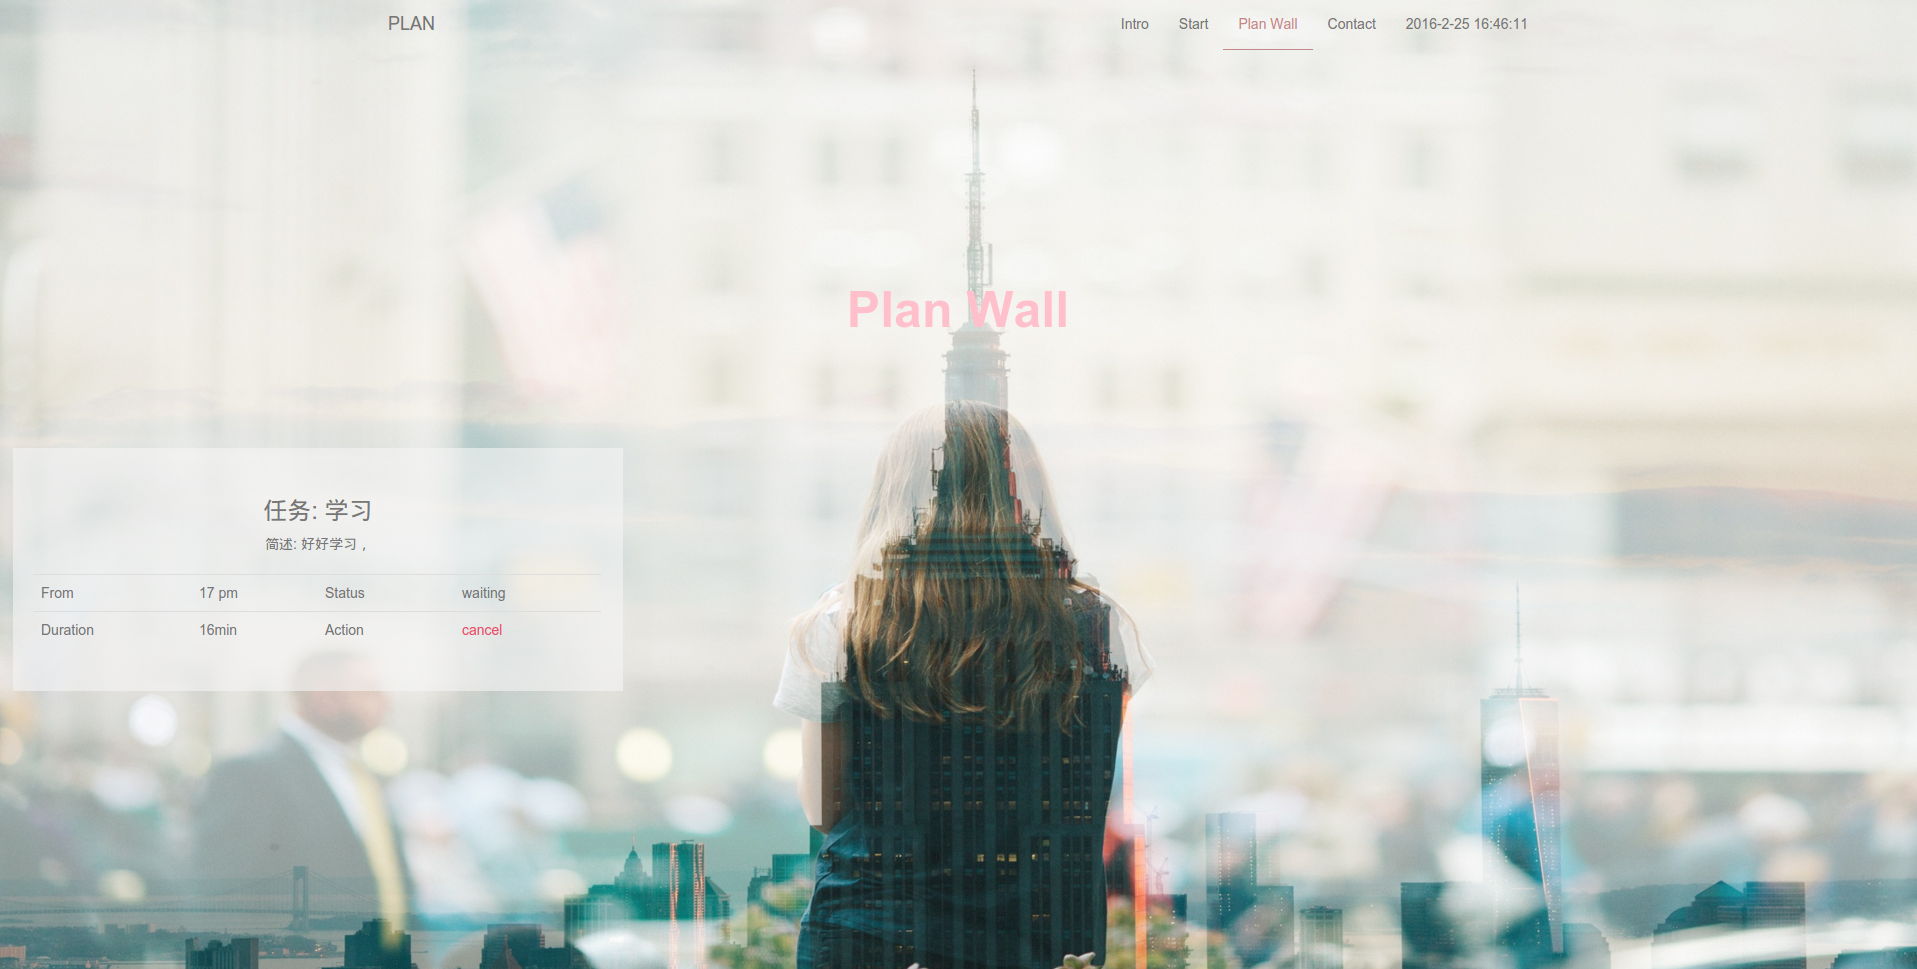 PLAN
Intro Start Plan Wall Contact 2016-2-25 16:46:11
Plan Wall
任务: 学习
简述: 好好学习，
From 17 pm Status waiting
Duration 16min Action cancel